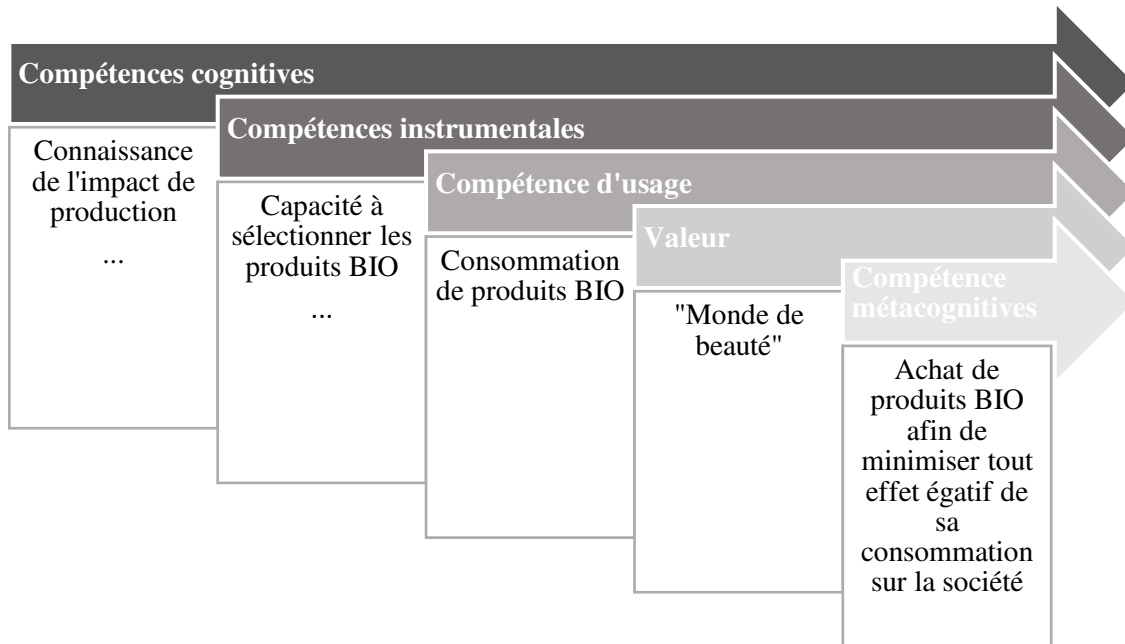 Compétences cognitives
Connaissance
de l'impact de
production
...
Compétences instrumentales
Capacité à
sélectionner les
produits BIO
...
Compétence d'usage
Consommation
de produits BIO
Valeur
"Monde de
beauté"
Compétence
métacognitives
Achat de
produits BIO
afin de
minimiser tout
effet égatif de
sa
consommation
sur la société